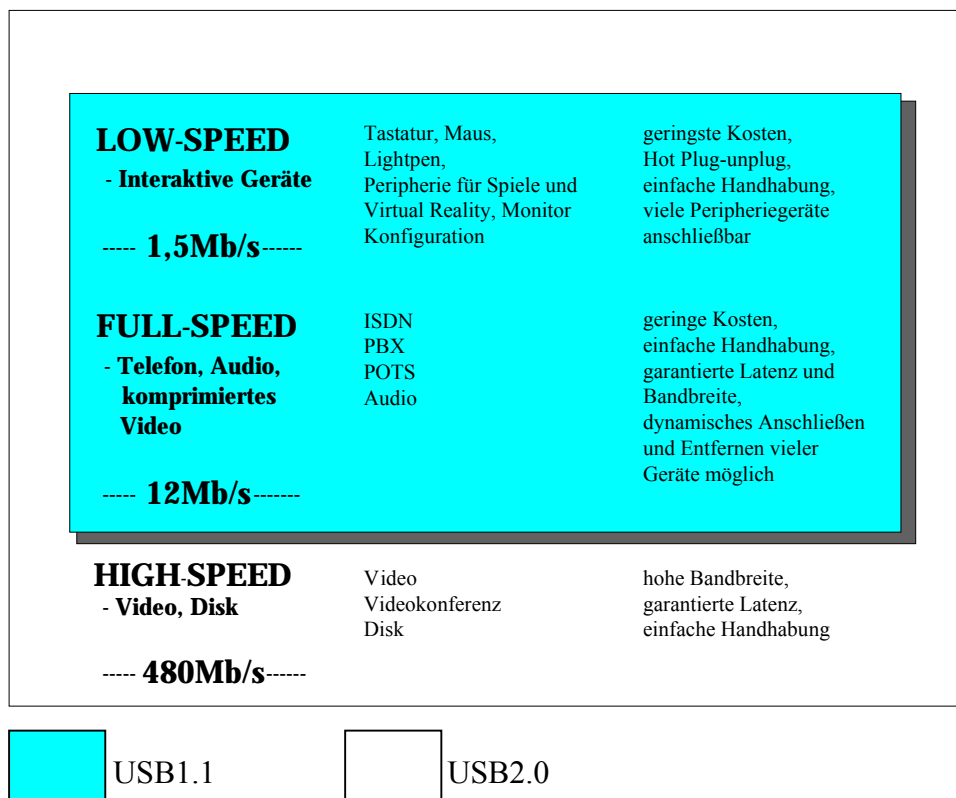 LOW-SPEED
- Interaktive Geräte
----- 1,5Mb/s------
Tastatur, Maus,
Lightpen,
Peripherie für Spiele und
Virtual Reality, Monitor
Konfiguration
geringste Kosten,
Hot Plug-unplug,
einfache Handhabung,
viele Peripheriegeräte
anschließbar
FULL-SPEED
- Telefon, Audio,
komprimiertes
Video
----- 12Mb/s-------
ISDN
PBX
POTS
Audio
geringe Kosten,
einfache Handhabung,
garantierte Latenz und
Bandbreite,
dynamisches Anschließen
und Entfernen vieler
Geräte möglich
HIGH-SPEED
- Video, Disk
----- 480Mb/s------
Video
Videokonferenz
Disk
hohe Bandbreite,
garantierte Latenz,
einfache Handhabung
USB1.1
USB2.0